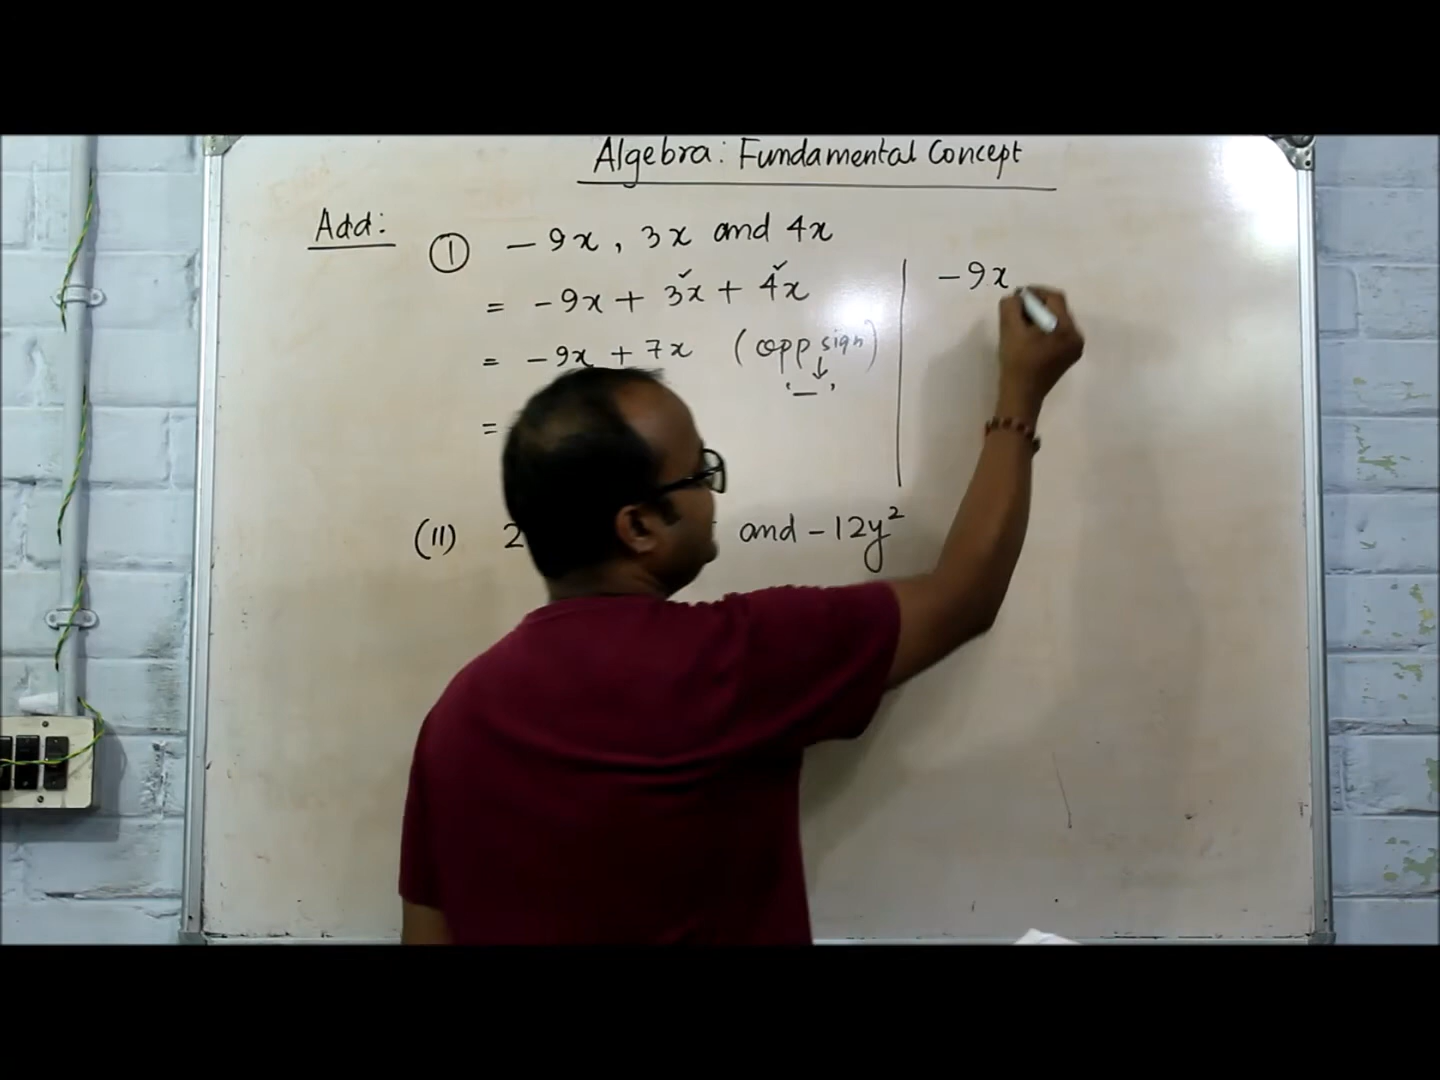 Algebra: Fundamental Concept
Add:
① - 9x, 3x and 4x
= - 9x + 3x + 4x
= - 9x + 7x (opp sign)
↓
'-'
=
(II) 2 and - 12y²
- 9x